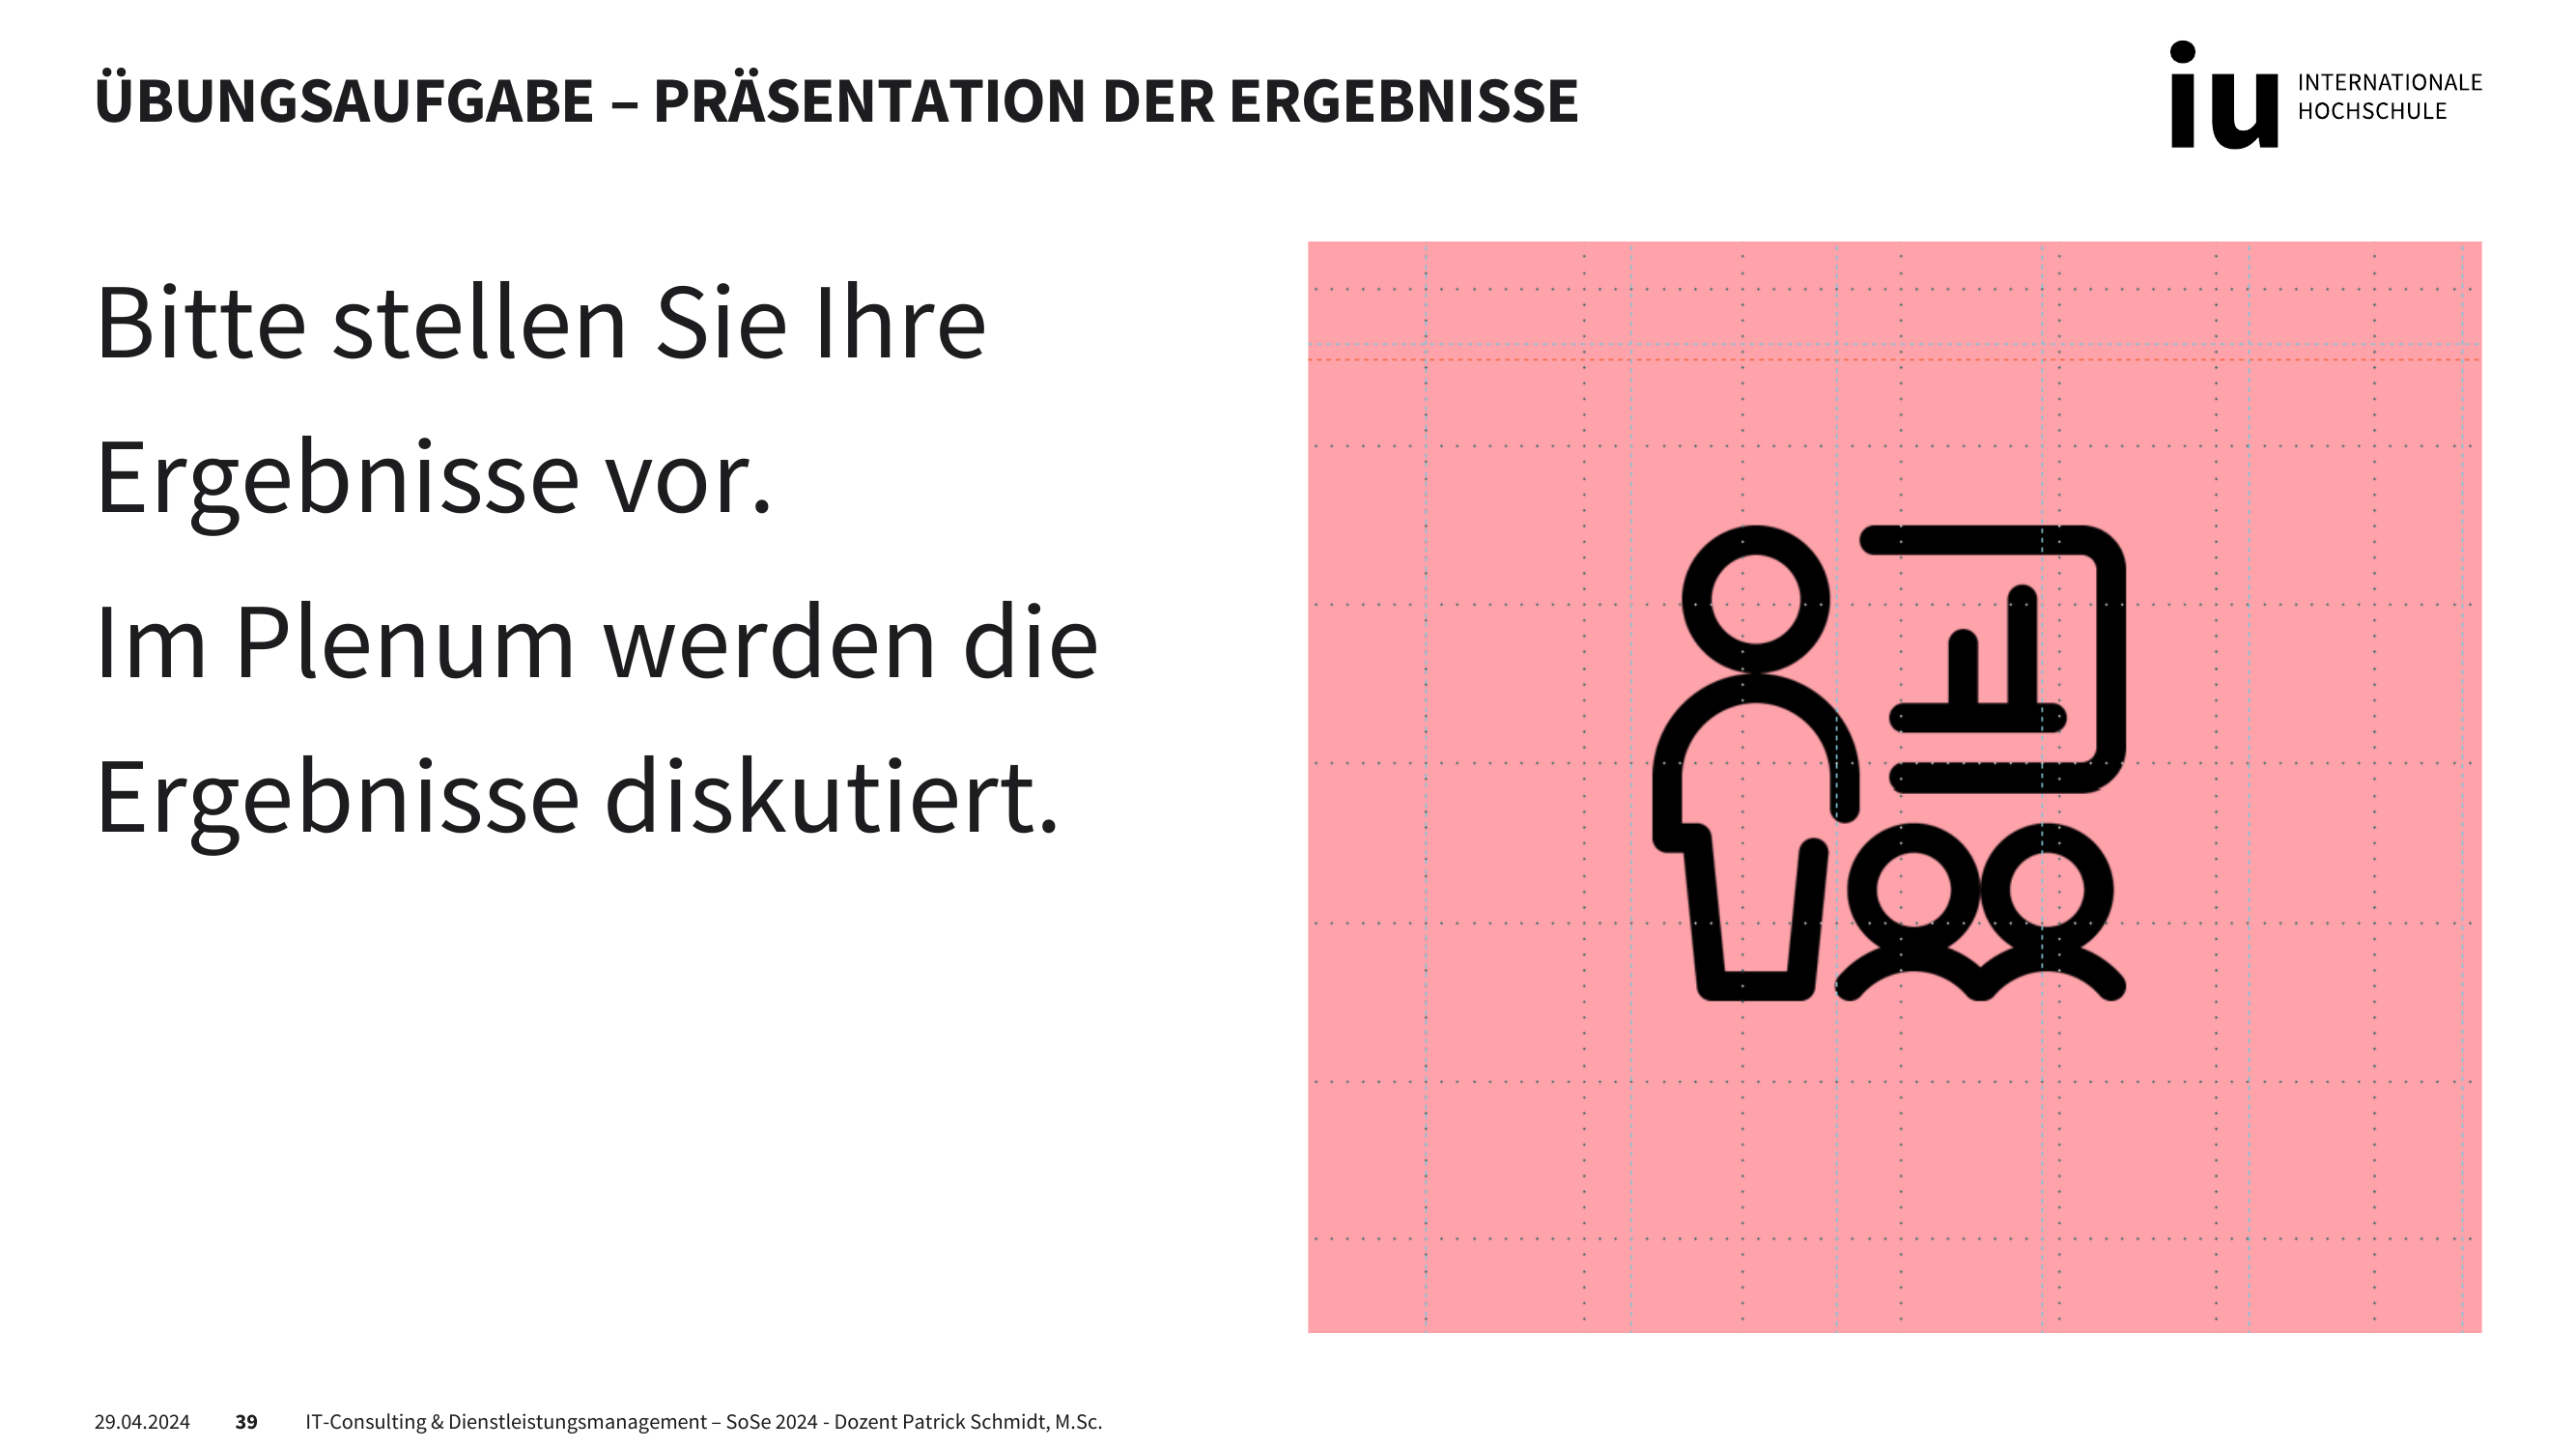 ÜBUNGSAUFGABE – PRÄSENTATION DER ERGEBNISSE
iu INTERNATIONALE
HOCHSCHULE
Bitte stellen Sie Ihre
Ergebnisse vor.
Im Plenum werden die
Ergebnisse diskutiert.
29.04.2024 39 IT-Consulting & Dienstleistungsmanagement – SoSe 2024 - Dozent Patrick Schmidt, M.Sc.